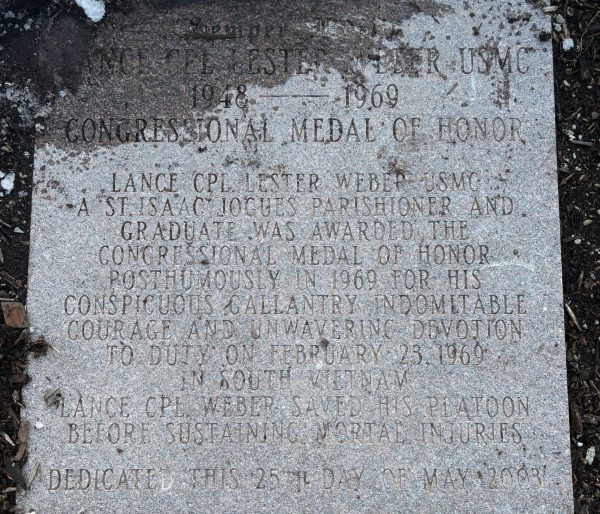 Semper Fidelis
LANCE CPL LESTER WEBER USMC
1948 — 1969
CONGRESSIONAL MEDAL OF HONOR
LANCE CPL. LESTER WEBER USMC
A ST. ISAAC JOGUES PARISHIONER AND
GRADUATE WAS AWARDED THE
CONGRESSIONAL MEDAL OF HONOR
POSTHUMOUSLY IN 1969 FOR HIS
CONSPICUOUS GALLANTRY INDOMITABLE
COURAGE AND UNWAVERING DEVOTION
TO DUTY ON FEBRUARY 23, 1969
IN SOUTH VIETNAM
LANCE CPL. WEBER SAVED HIS PLATOON
BEFORE SUSTAINING MORTAL INJURIES
DEDICATED THIS 25TH DAY OF MAY 2003